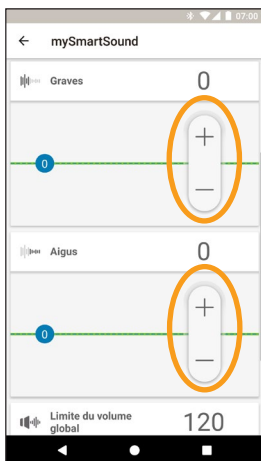 07:00
mySmartSound
Graves 0
+
0
—
Aigus 0
+
0
—
Limite du volume
global 120